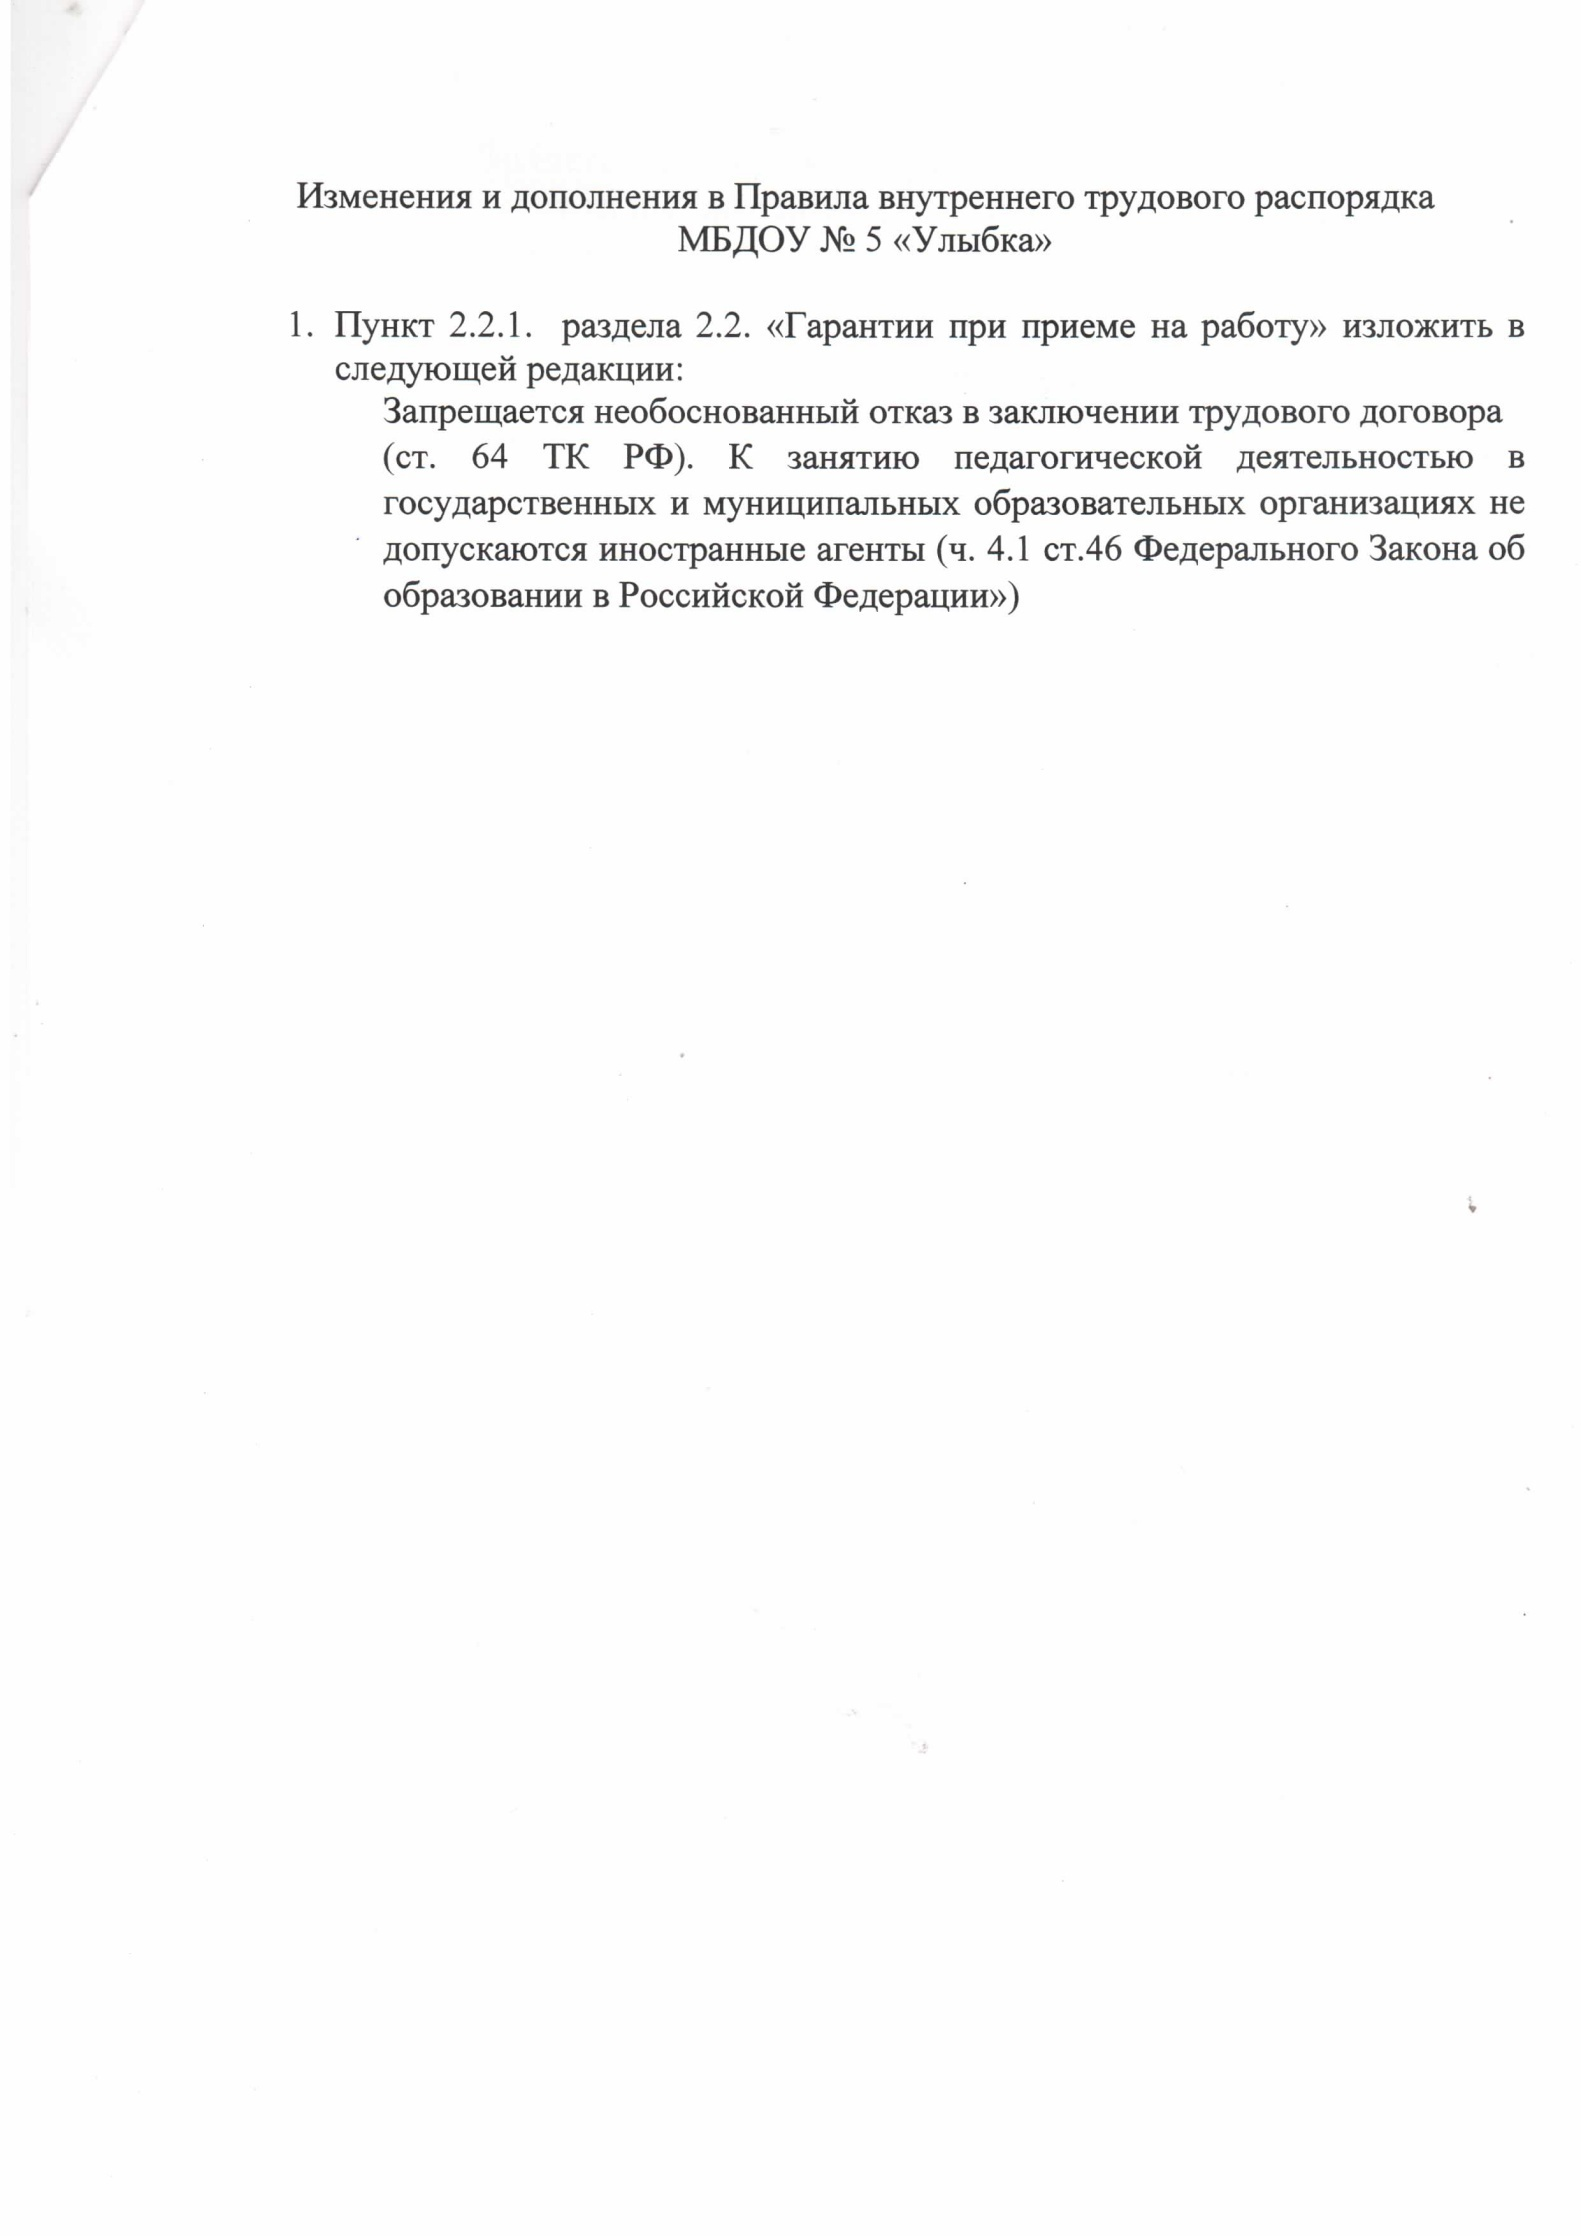 Изменения и дополнения в Правила внутреннего трудового распорядка
МБДОУ № 5 «Улыбка»
1. Пункт 2.2.1. раздела 2.2. «Гарантии при приеме на работу» изложить в
следующей редакции:
Запрещается необоснованный отказ в заключении трудового договора
(ст. 64 ТК РФ). К занятию педагогической деятельностью в
государственных и муниципальных образовательных организациях не
допускаются иностранные агенты (ч. 4.1 ст.46 Федерального Закона об
образовании в Российской Федерации»)